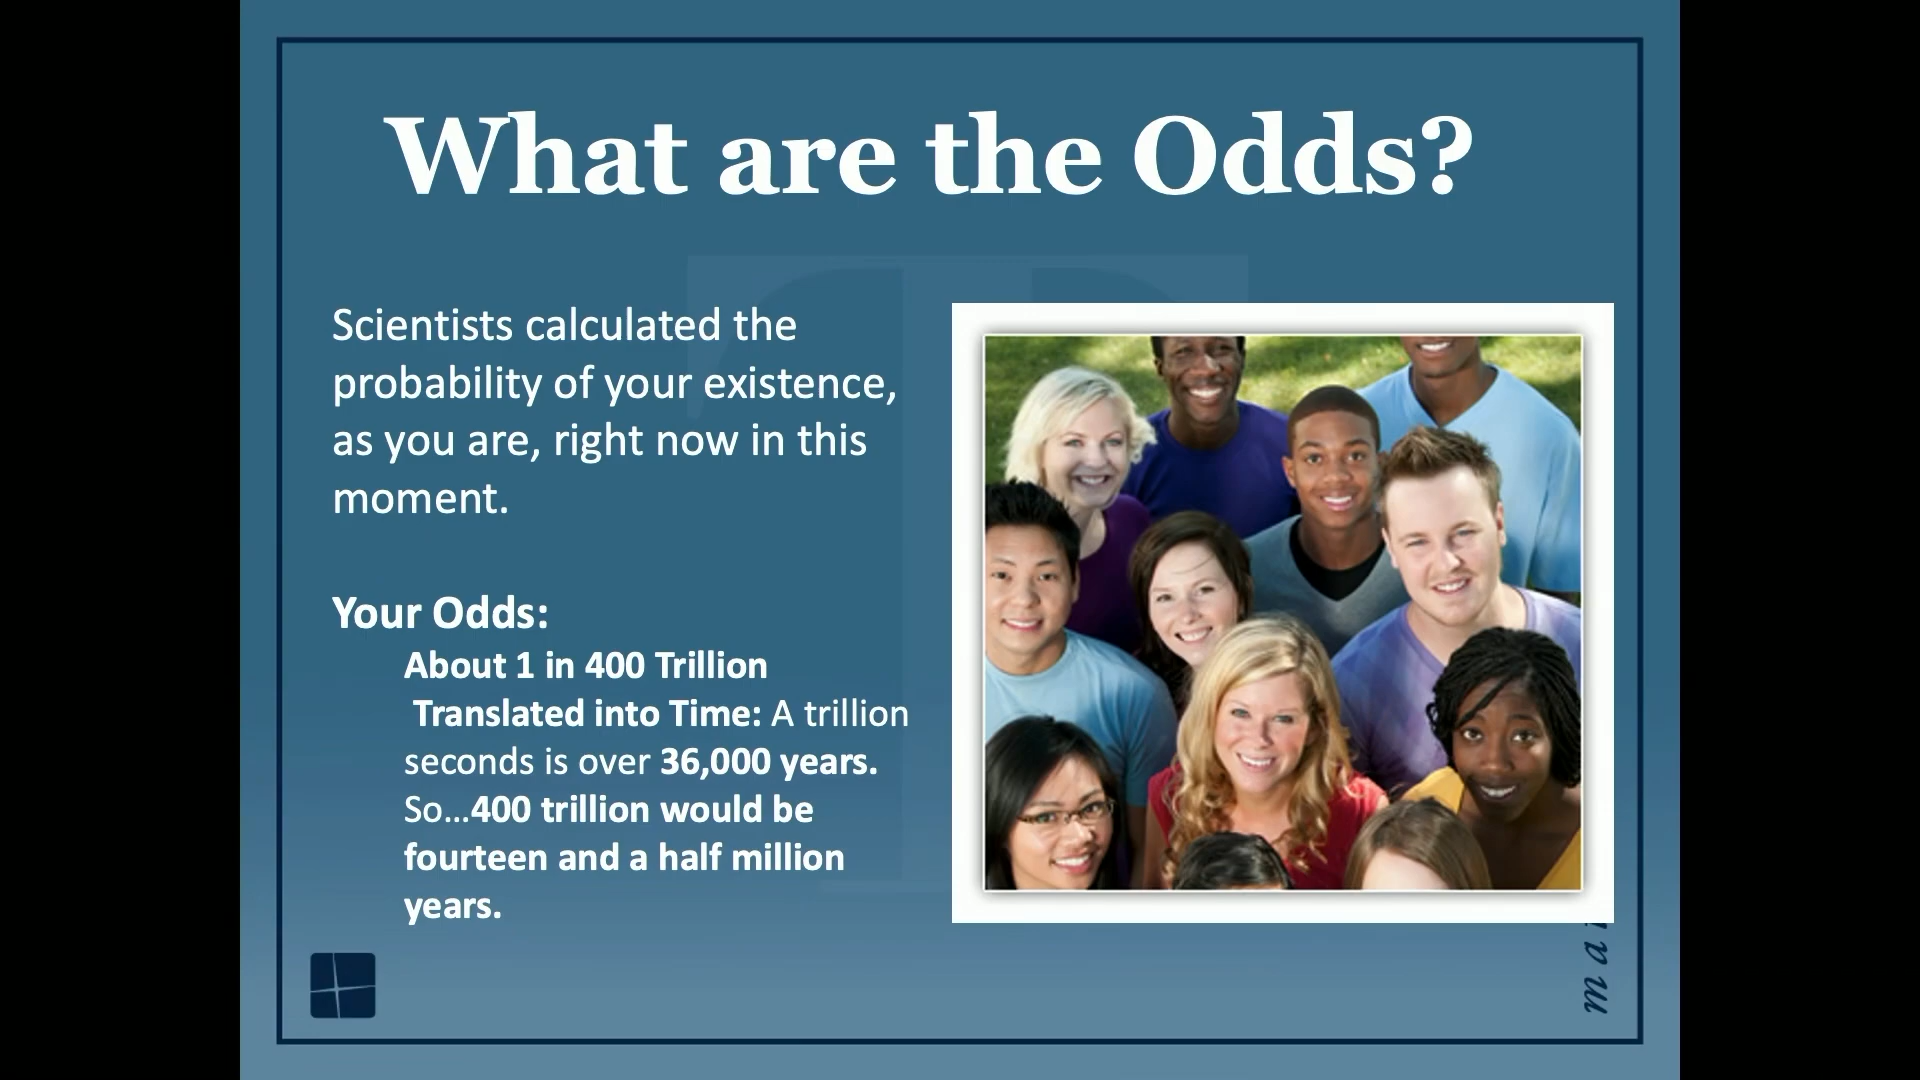 What are the Odds?
Scientists calculated the
probability of your existence,
as you are, right now in this
moment.
Your Odds:
About 1 in 400 Trillion
Translated into Time: A trillion
seconds is over 36,000 years.
So...400 trillion would be
fourteen and a half million
years.